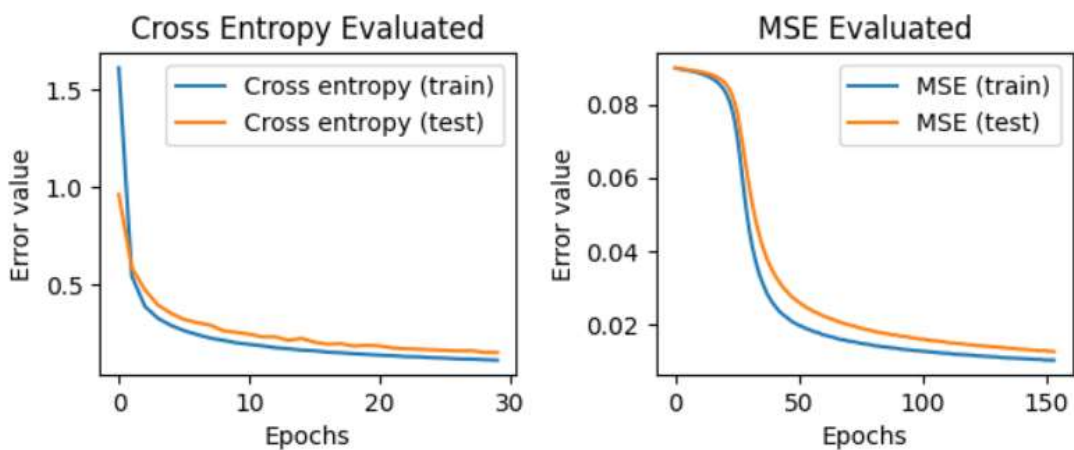 Cross Entropy Evaluated
Cross entropy (train)
Cross entropy (test)
1.5
1.0
0.5
Error value
0
10
20
30
Epochs
MSE Evaluated
MSE (train)
MSE (test)
0.08
0.06
0.04
0.02
Error value
0
50
100
150
Epochs